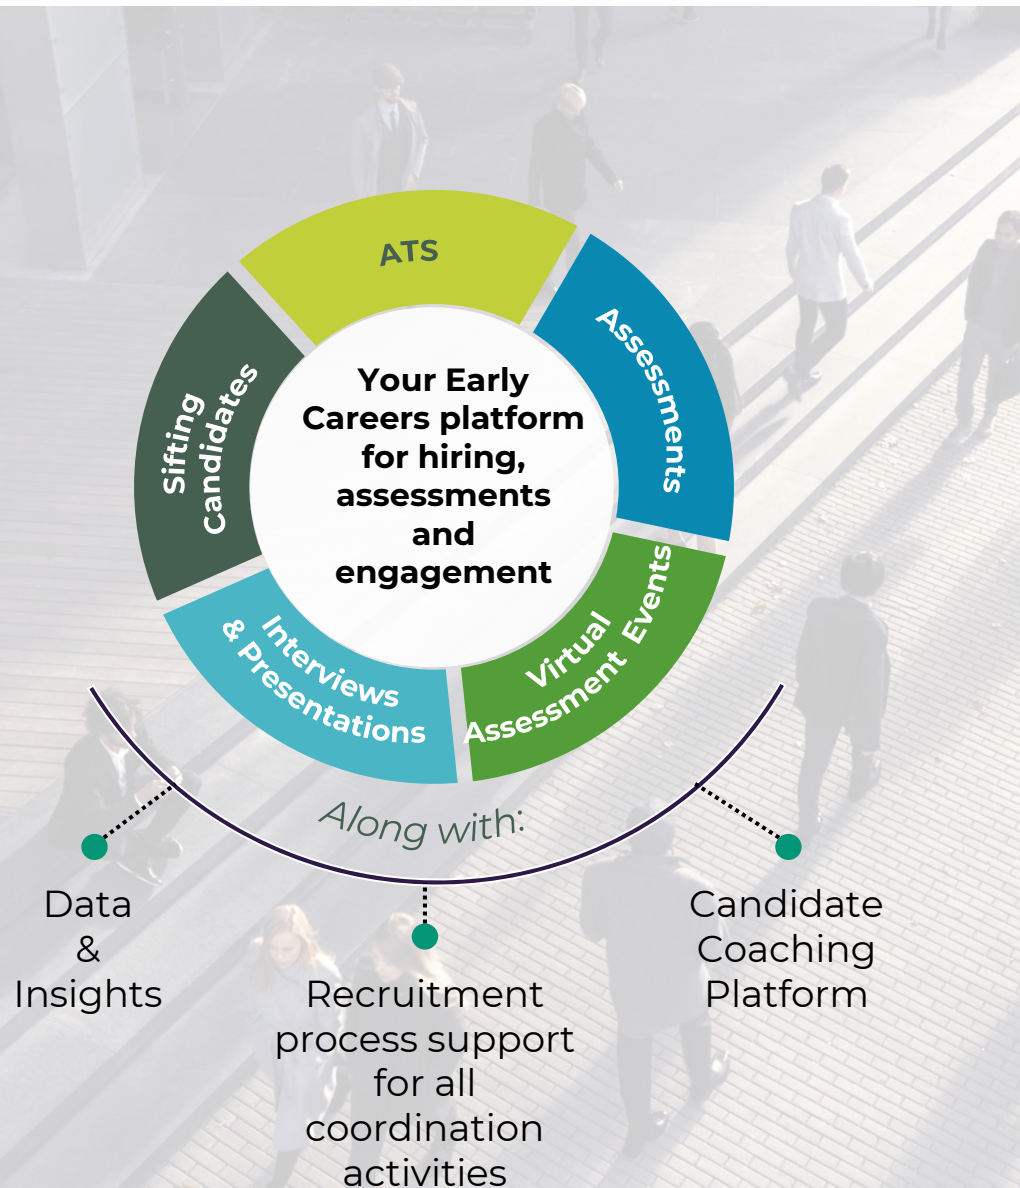 ATS
Assessments
Virtual
Assessment Events
Interviews
& Presentations
Sifting
Candidates
Your Early
Careers platform
for hiring,
assessments
and
engagement
Along with:
Data
&
Insights
Recruitment
process support
for all
coordination
activities
Candidate
Coaching
Platform